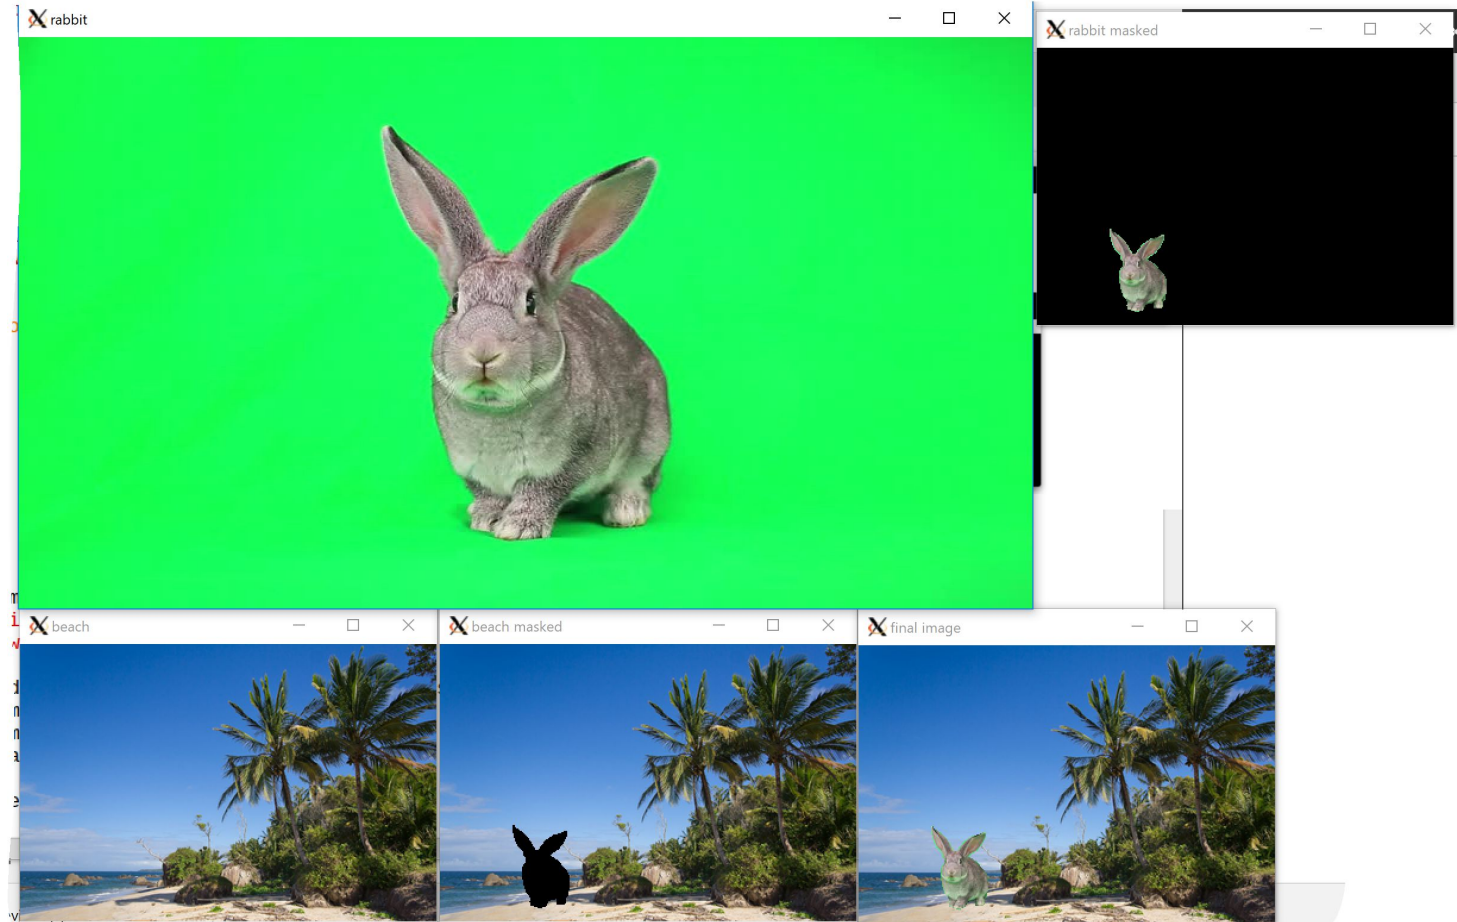 rabbit
rabbit masked
beach
beach masked
final image